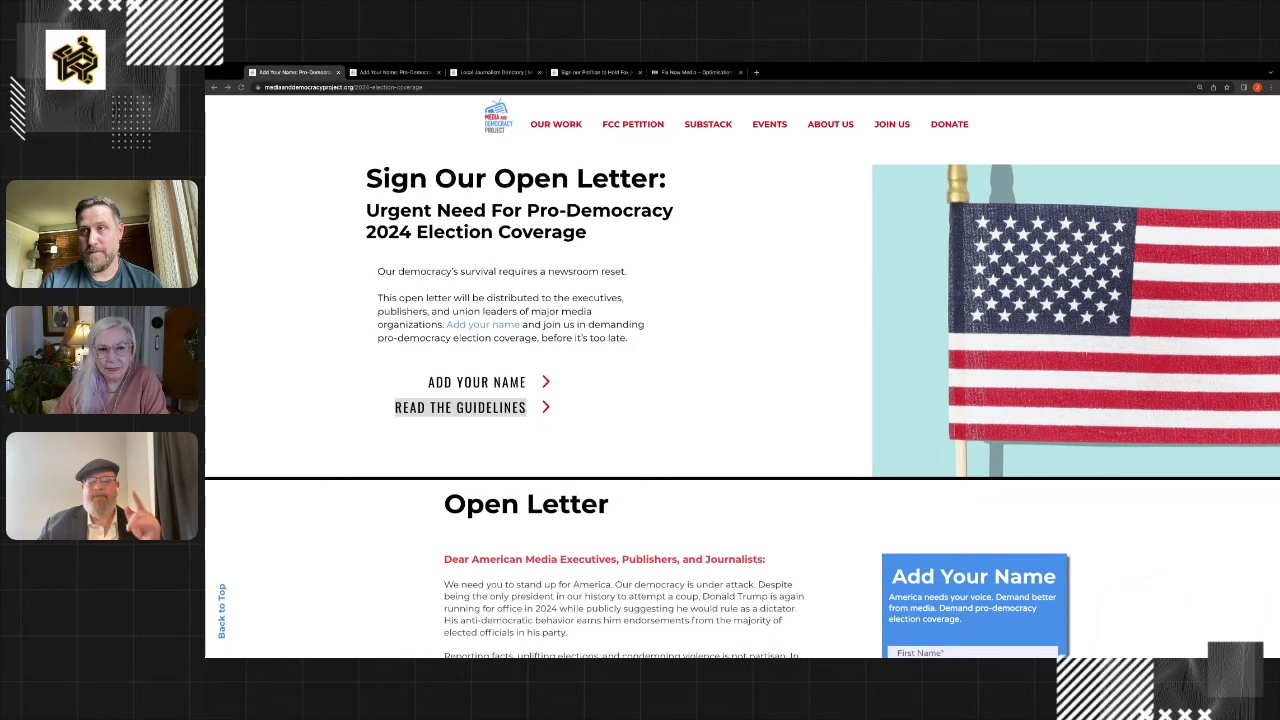 Add Your Name: Pro-Democra
Add Your Name: Pro-Democra
Local Journalism Directory | M
Sign our Petition to Hold Fox A
Fix Now Media – Optimisation
mediaanddemocracyproject.org/2024-election-coverage
MEDIA AND
DEMOCRACY
PROJECT
OUR WORK
FCC PETITION
SUBSTACK
EVENTS
ABOUT US
JOIN US
DONATE
Sign Our Open Letter:
Urgent Need For Pro-Democracy
2024 Election Coverage
Our democracy's survival requires a newsroom reset.
This open letter will be distributed to the executives,
publishers, and union leaders of major media
organizations. Add your name and join us in demanding
pro-democracy election coverage, before it's too late.
ADD YOUR NAME
READ THE GUIDELINES
Open Letter
Dear American Media Executives, Publishers, and Journalists:
We need you to stand up for America. Our democracy is under attack. Despite
being the only president in our history to attempt a coup, Donald Trump is again
running for office in 2024 while publicly suggesting he would rule as a dictator.
His anti-democratic behavior earns him endorsements from the majority of
elected officials in his party.
Reporting facts, uplifting elections, and condemning violence is not partisan. In
Back to Top
Add Your Name
America needs your voice. Demand better
from media. Demand pro-democracy
election coverage.
First Name*